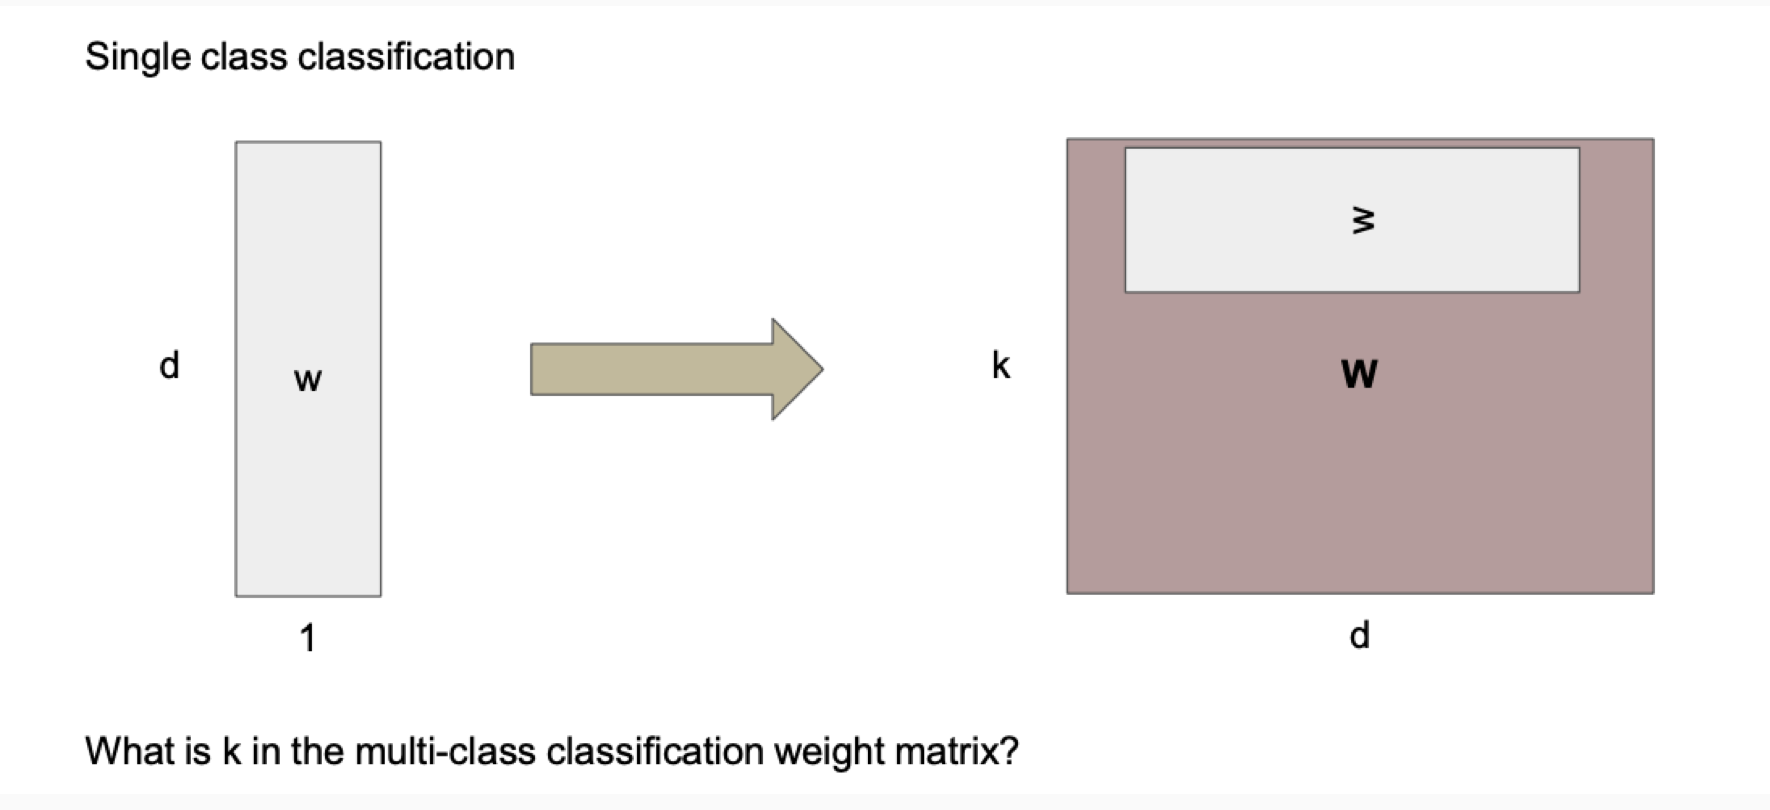 Single class classification
w
d
k
w
W
1
d
What is k in the multi-class classification weight matrix?